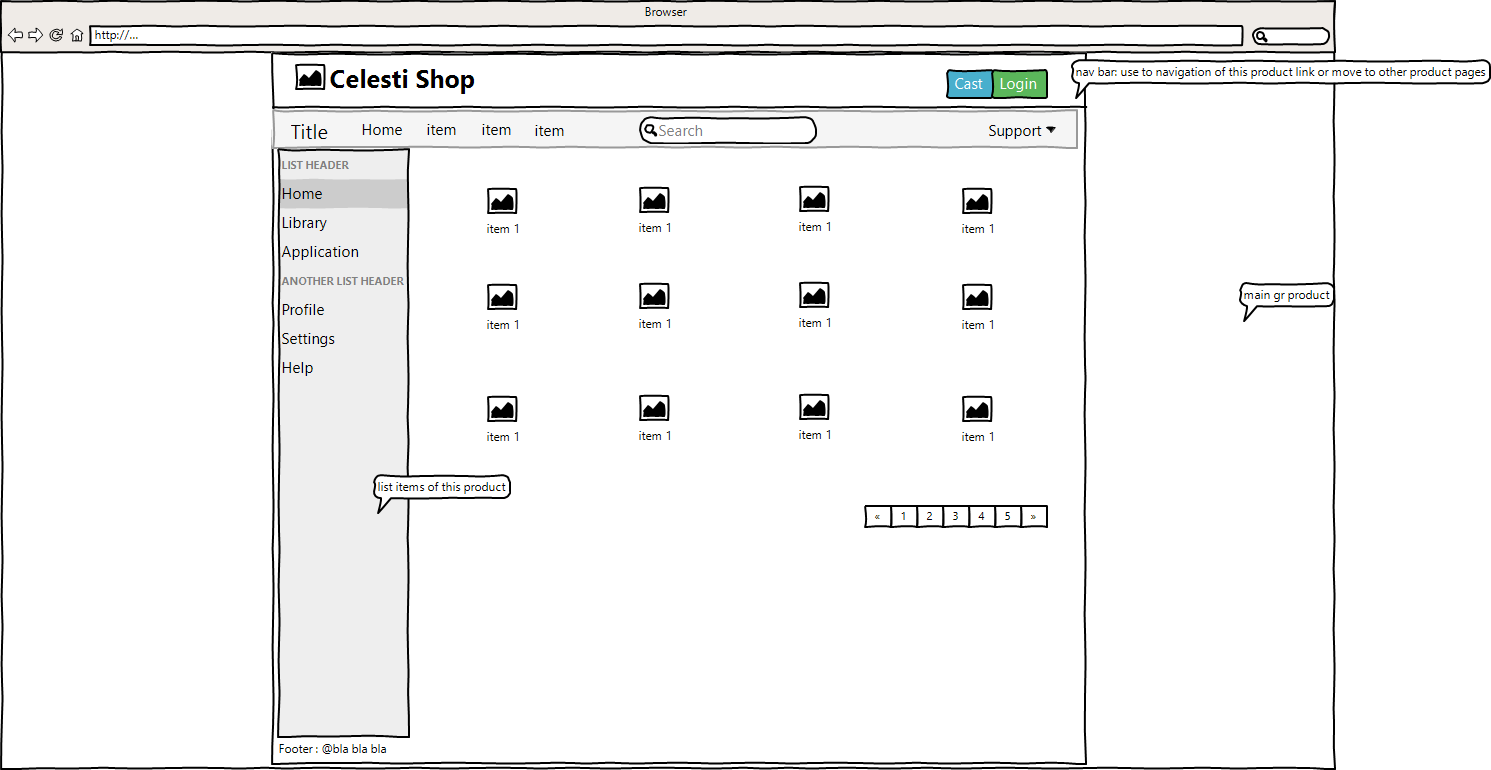 Browser
http://...
Celesti Shop
Cast
Login
nav bar: use to navigation of this product link or move to other product pages
Title
Home
item
item
item
Search
Support
LIST HEADER
Home
Library
Application
ANOTHER LIST HEADER
Profile
Settings
Help
item 1
item 1
item 1
item 1
main gr product
item 1
item 1
item 1
item 1
item 1
item 1
item 1
item 1
list items of this product
« 1 2 3 4 5 »
Footer : @bla bla bla